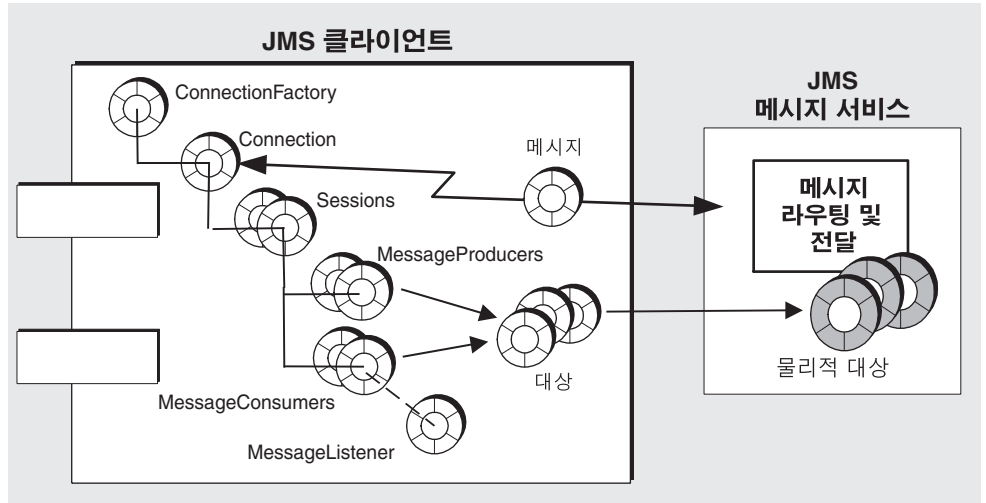 JMS 클라이언트
ConnectionFactory
Connection
Sessions
MessageProducers
MessageConsumers
MessageListener
메시지
대상
JMS
메시지 서비스
메시지
라우팅 및
전달
물리적 대상